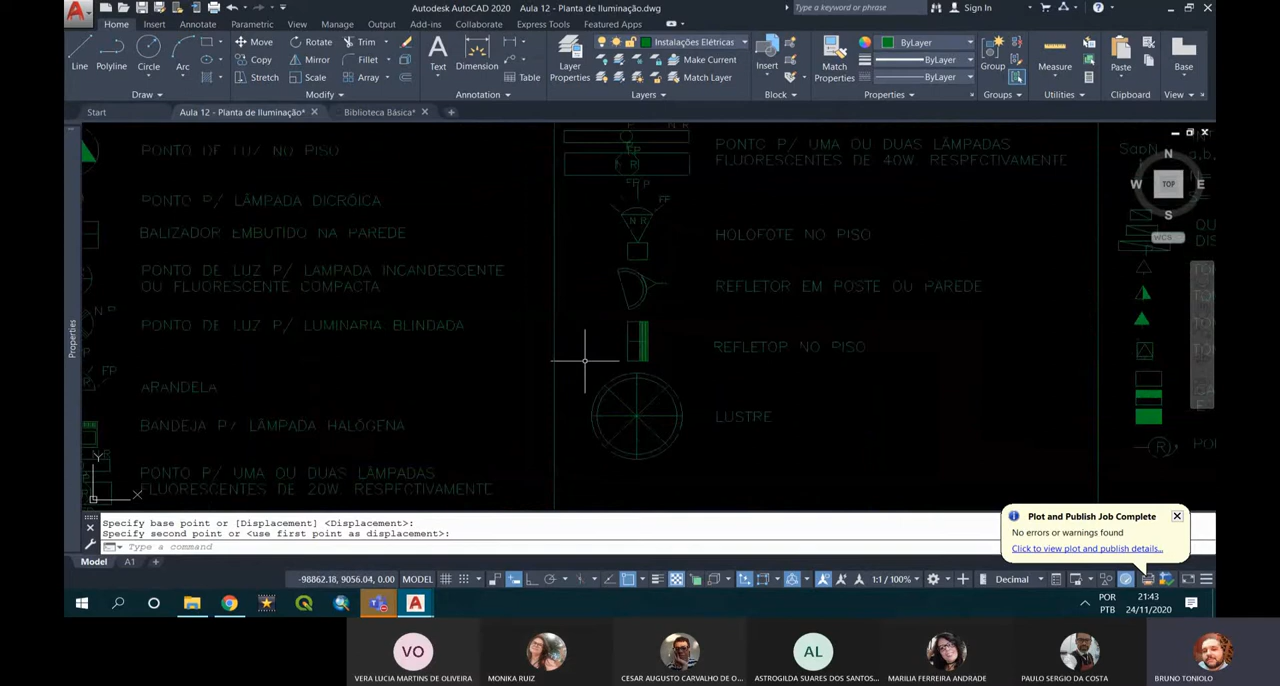 Autodesk AutoCAD 2020 Aula 12 - Planta de Iluminação.dwg
Type a keyword or phrase
Sign In
Home Insert Annotate Parametric View Manage Output Add-ins Collaborate Express Tools Featured Apps
Line Polyline Circle Arc
Move Rotate Trim
Copy Mirror Fillet
Stretch Scale Array
Text Dimension Table
Layer Properties
Instalações Elétricas
Make Current
Match Layer
Insert
Match Properties
ByLayer
ByLayer
ByLayer
Group
Measure
Paste
Base
Draw Modify Annotation Layers Block Properties Groups Utilities Clipboard View
Start Aula 12 - Planta de Iluminação* Biblioteca Básica*
Properties
PONTO DE LUZ NO PISO
PONTO P/ LÂMPADA DICRÓICA
BALIZADOR EMBUTIDO NA PAREDE
PONTO DE LUZ P/ LAMPADA INCANDESCENTE
OU FLUORESCENTE COMPACTA
PONTO DE LUZ P/ LUMINARIA BLINDADA
ARANDELA
BANDEJA P/ LÂMPADA HALÓGENA
PONTO P/ UMA OU DUAS LÂMPADAS
FLUORESCENTES DE 20W. RESPECTIVAMENTE
PONTO P/ UMA OU DUAS LÂMPADAS
FLUORESCENTES DE 40W. RESPECTIVAMENTE
HOLOFOTE NO PISO
REFLETOR EM POSTE OU PAREDE
REFLETOR NO PISO
LUSTRE
N
W TOP E
S
WCS
Y
X
Specify base point or [Displacement] <Displacement>:
Specify second point or <use first point as displacement>:
Type a command
Plot and Publish Job Complete
No errors or warnings found
Click to view plot and publish details...
Model A1
-98862.18, 9056.04, 0.00 MODEL 1:1 / 100% Decimal
POR
PTB
21:43
24/11/2020
VO AL
VERA LUCIA MARTINS DE OLIVEIRA MONIKA RUIZ CESAR AUGUSTO CARVALHO DE O... ASTROGILDA SUARES DOS SANTOS... MARILIA FERREIRA ANDRADE PAULO SERGIO DA COSTA BRUNO TONIOLO